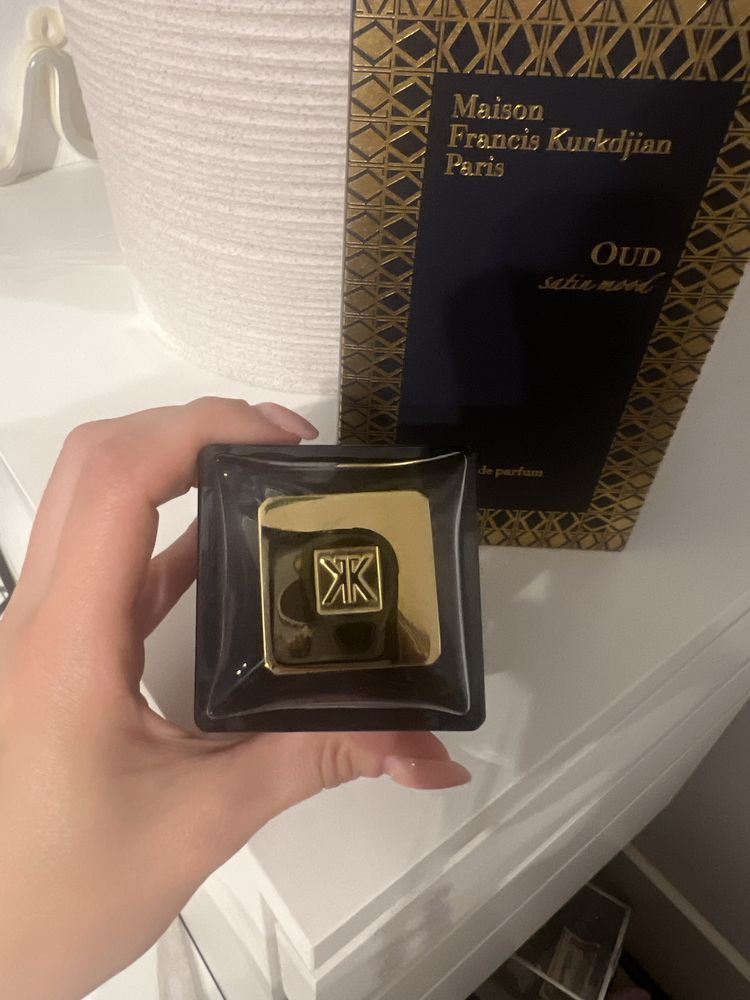 Maison
Francis Kurkdjian
Paris
OUD
satin mood
de parfum